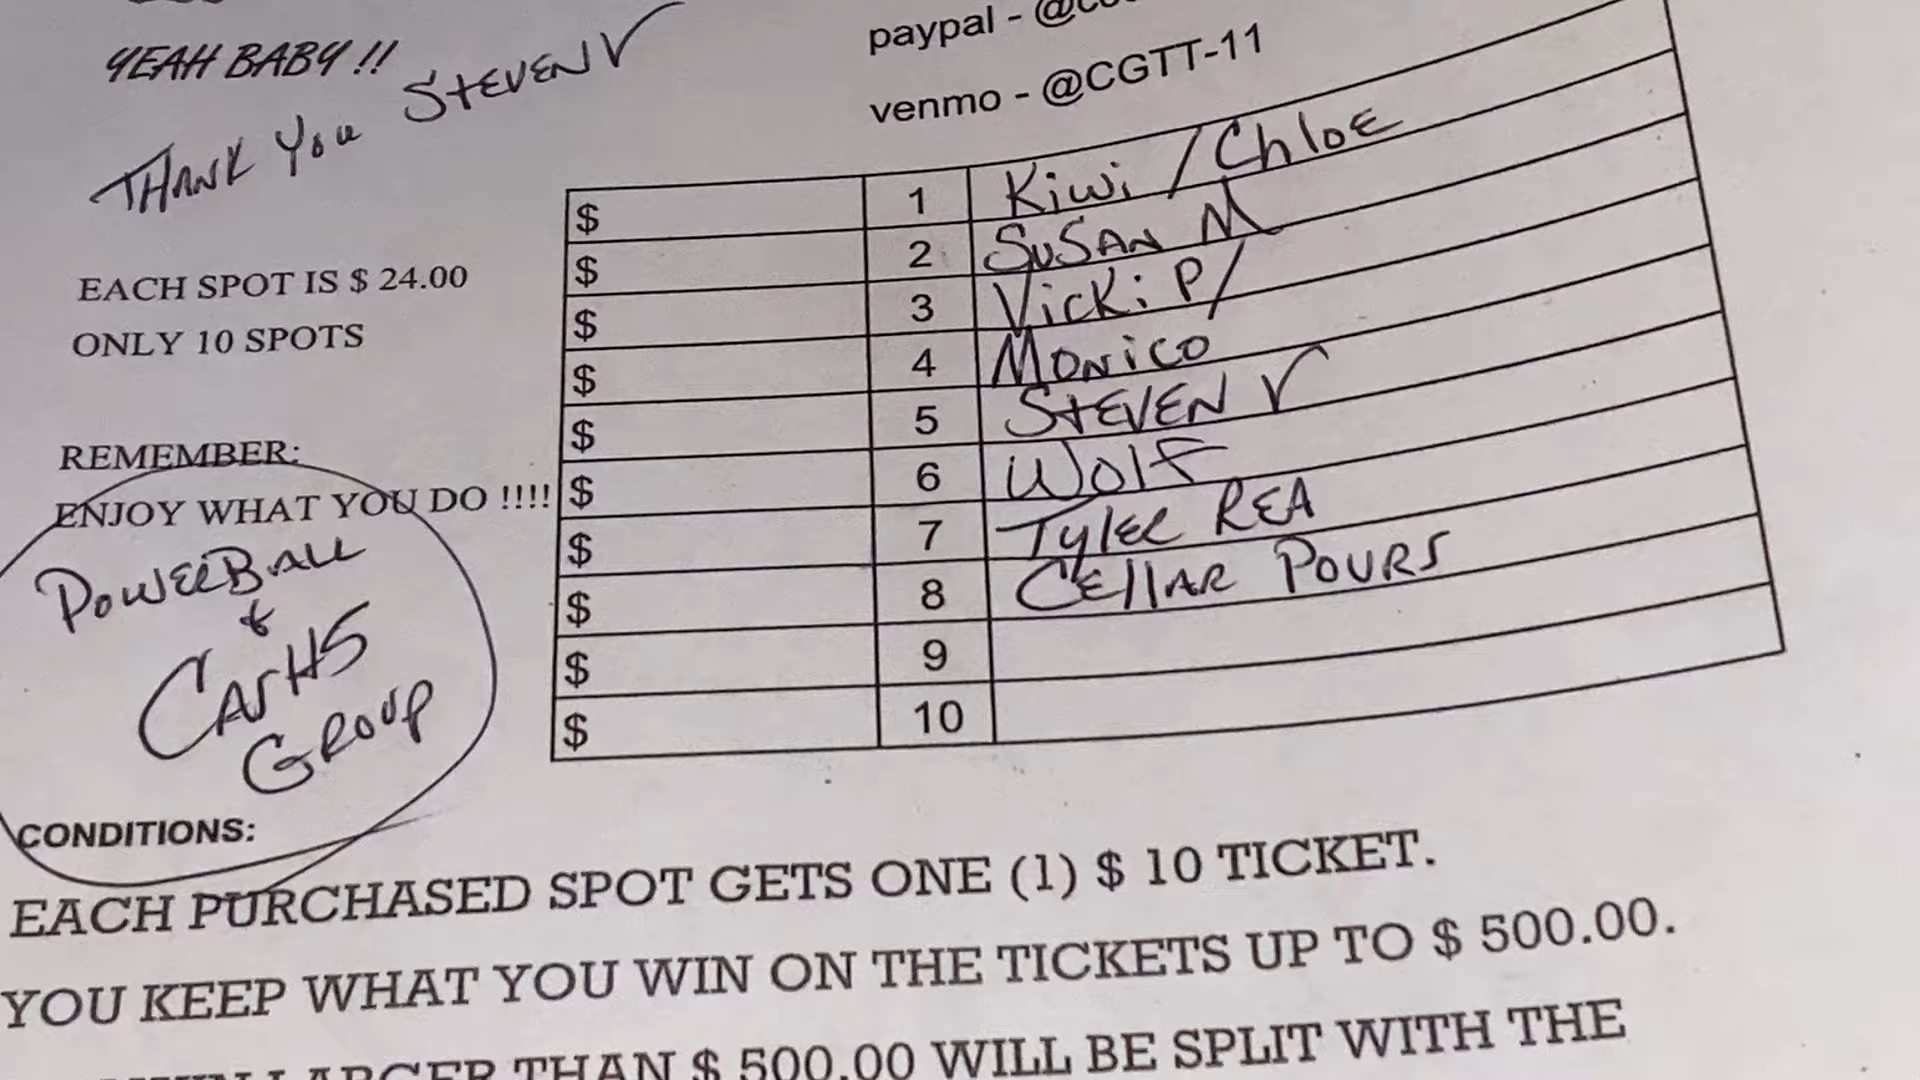 YEAH BABY !!
THANK YOU STEVEN V
paypal - @
venmo - @CGTT-11
EACH SPOT IS $ 24.00
ONLY 10 SPOTS
REMEMBER:
ENJOY WHAT YOU DO !!!!
POWERBALL
&
CASH5
GROUP
$ 1 Kiwi / Chloe
$ 2 SUSAN M
$ 3 Vicki P/
$ 4 MONICO
$ 5 STEVEN V
$ 6 Wolf
$ 7 Tyler REA
$ 8 CEllAR POURS
$ 9
$ 10
CONDITIONS:
EACH PURCHASED SPOT GETS ONE (1) $ 10 TICKET.
YOU KEEP WHAT YOU WIN ON THE TICKETS UP TO $ 500.00.
LARGER THAN $ 500.00 WILL BE SPLIT WITH THE